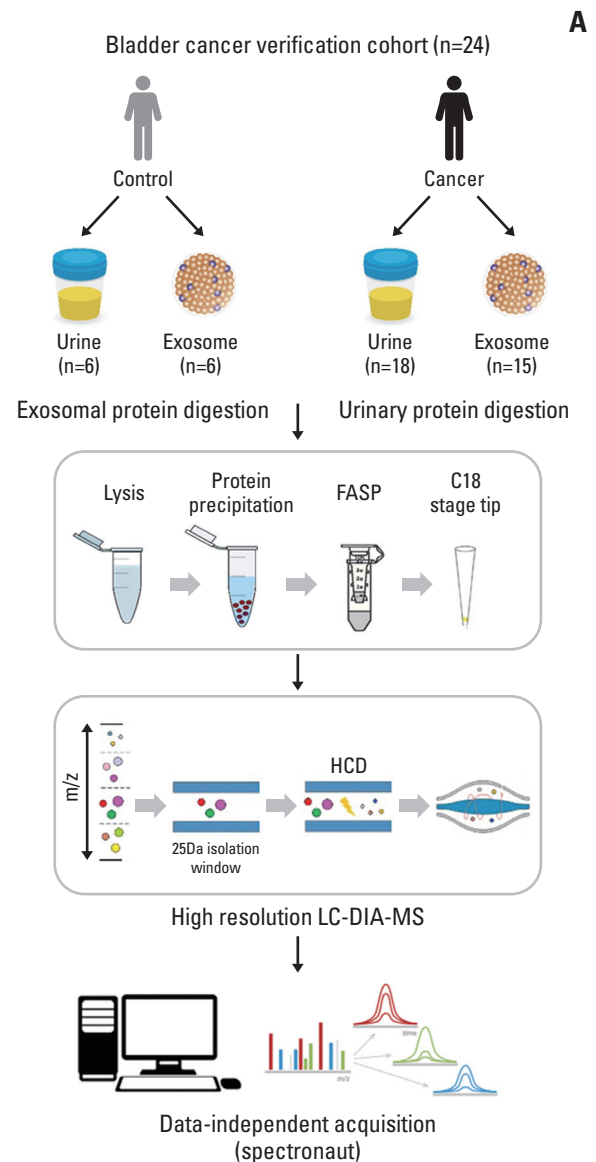 A
Bladder cancer verification cohort (n=24)
Control
Cancer
Urine
(n=6)
Exosome
(n=6)
Urine
(n=18)
Exosome
(n=15)
Exosomal protein digestion
Urinary protein digestion
Lysis
Protein
precipitation
FASP
C18
stage tip
m/z
25Da isolation
window
HCD
High resolution LC-DIA-MS
time
m/z
Data-independent acquisition
(spectronaut)